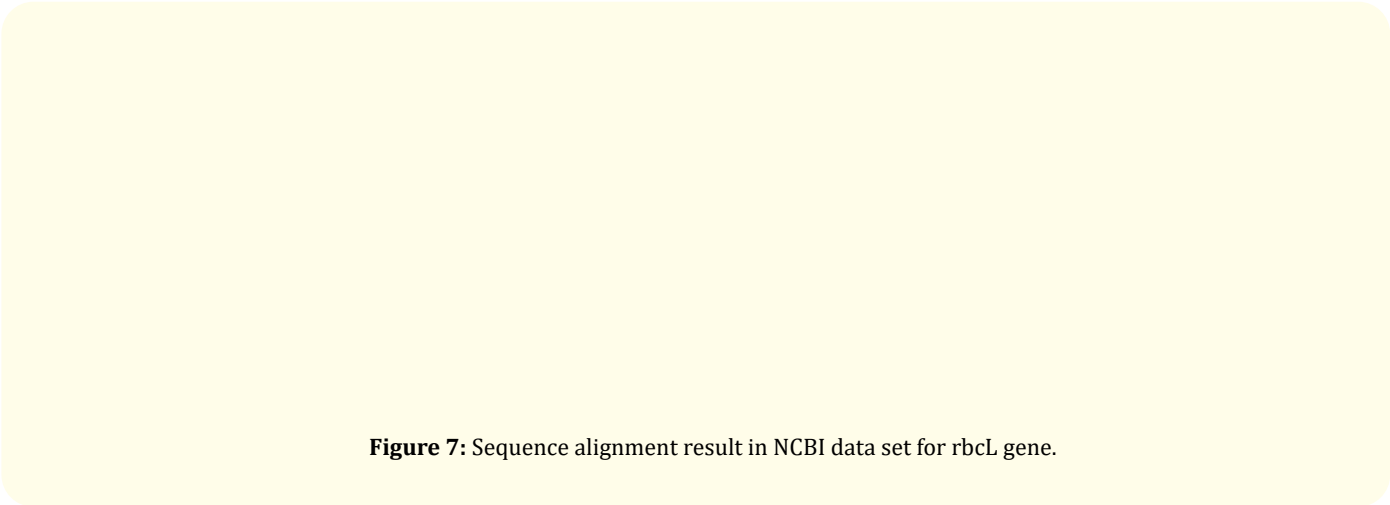 Figure 7: Sequence alignment result in NCBI data set for rbcL gene.